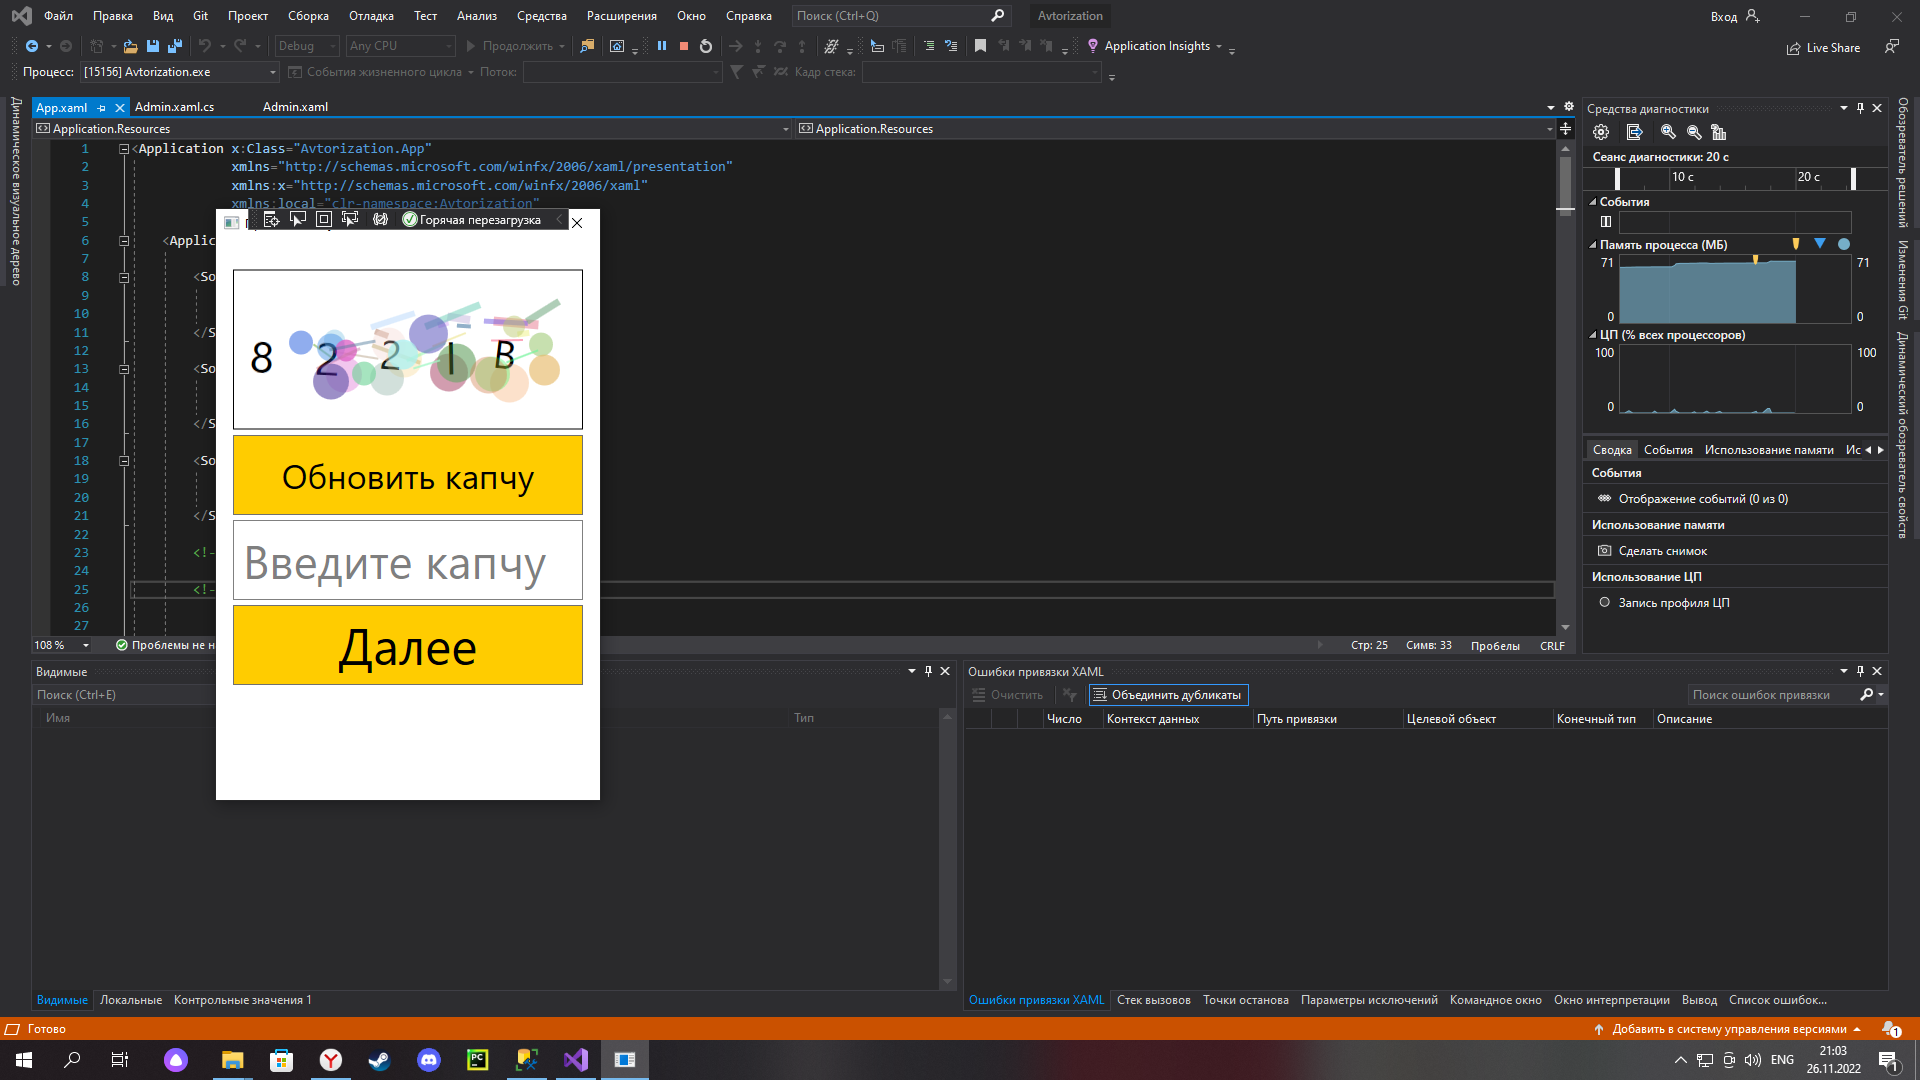 Файл Правка Вид Git Проект Сборка Отладка Тест Анализ Средства Расширения Окно Справка Поиск (Ctrl+Q) Avtorization Вход
Debug Any CPU Продолжить Application Insights Live Share
Процесс: [15156] Avtorization.exe События жизненного цикла Поток: Кадр стека:
Динамическое визуальное дерево
App.xaml Admin.xaml.cs Admin.xaml
Application.Resources Application.Resources
1 <Application x:Class="Avtorization.App"
2 xmlns="http://schemas.microsoft.com/winfx/2006/xaml/presentation"
3 xmlns:x="http://schemas.microsoft.com/winfx/2006/xaml"
4 xmlns:local="clr-namespace:Avtorization"
5
6 <Applic
7
8 <So
9
10
11 </S
12
13 <So
14
15
16 </S
17
18 <So
19
20
21 </S
22
23 <!-
24
25 <!-
26
27
108 % Проблемы не н Стр: 25 Симв: 33 Пробелы CRLF
Горячая перезагрузка
8 2 2 I B
Обновить капчу
Введите капчу
Далее
Видимые
Поиск (Ctrl+E)
Имя Тип
Видимые Локальные Контрольные значения 1
Ошибки привязки XAML
Очистить Объединить дубликаты Поиск ошибок привязки
Число Контекст данных Путь привязки Целевой объект Конечный тип Описание
Ошибки привязки XAML Стек вызовов Точки останова Параметры исключений Командное окно Окно интерпретации Вывод Список ошибок...
Средства диагностики
Сеанс диагностики: 20 с
10 с 20 с
События
Память процесса (МБ)
71 71
0 0
ЦП (% всех процессоров)
100 100
0 0
Сводка События Использование памяти Ис
События
Отображение событий (0 из 0)
Использование памяти
Сделать снимок
Использование ЦП
Запись профиля ЦП
Обозреватель решений
Изменения Git
Динамический обозреватель свойств
Готово Добавить в систему управления версиями 1
PC ENG 21:03
26.11.2022 1